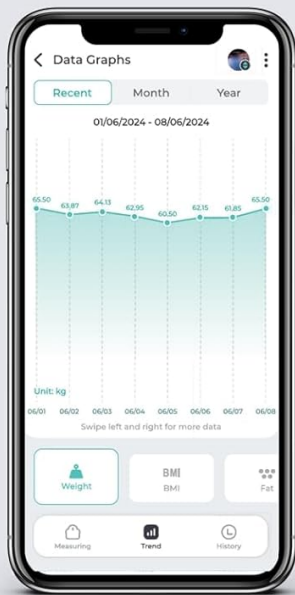 Data Graphs
Recent Month Year
01/06/2024 - 08/06/2024
65.50 63.87 64.13 62.95 60.50 62.15 61.85 65.50
Unit: kg
06/01 06/02 06/03 06/04 06/05 06/06 06/07 06/08
Swipe left and right for more data
BMI
Weight BMI Fat
Measuring Trend History